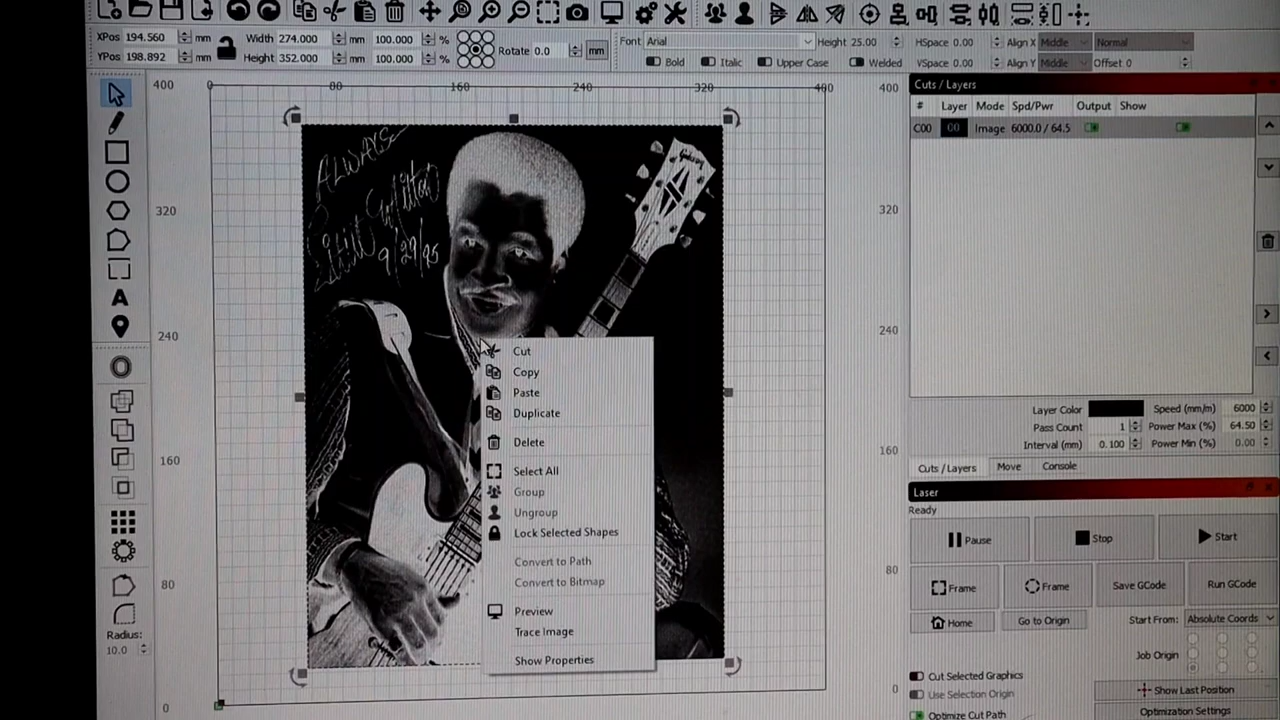 XPos 194.560 mm Width 274.000 mm 100.000 % Rotate 0.0 mm Font Arial Height 25.00 HSpace 0.00 Align X Middle Normal
YPos 198.892 mm Height 352.000 mm 100.000 % Bold Italic Upper Case Welded VSpace 0.00 Align Y Middle Offset 0
400 0 80 160 240 320 480 400
320
240
160
80
0
320
240
160
80
0
Radius:
10.0
ALWAYS
9/29/95
Gibson
Cut
Copy
Paste
Duplicate
Delete
Select All
Group
Ungroup
Lock Selected Shapes
Convert to Path
Convert to Bitmap
Preview
Trace Image
Show Properties
Cuts / Layers
# Layer Mode Spd/Pwr Output Show
C00 00 Image 6000.0 / 64.5
Layer Color Speed (mm/m) 6000
Pass Count 1 Power Max (%) 64.50
Interval (mm) 0.100 Power Min (%) 0.00
Cuts / Layers Move Console
Laser
Ready
Pause Stop Start
Frame Frame Save GCode Run GCode
Home Go to Origin Start From: Absolute Coords
Job Origin
Cut Selected Graphics
Use Selection Origin Show Last Position
Optimize Cut Path Optimization Settings